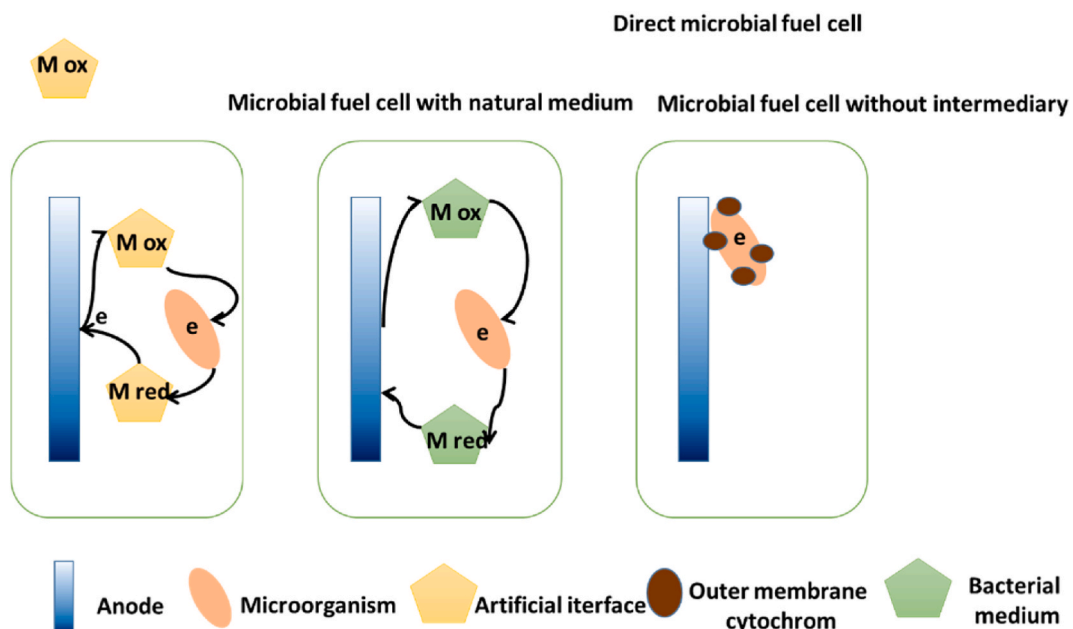 Direct microbial fuel cell
M ox
Microbial fuel cell with natural medium
Microbial fuel cell without intermediary
M ox
e
e
M red
M ox
e
M red
e
Anode
Microorganism
Artificial iterface
Outer membrane
cytochrom
Bacterial
medium